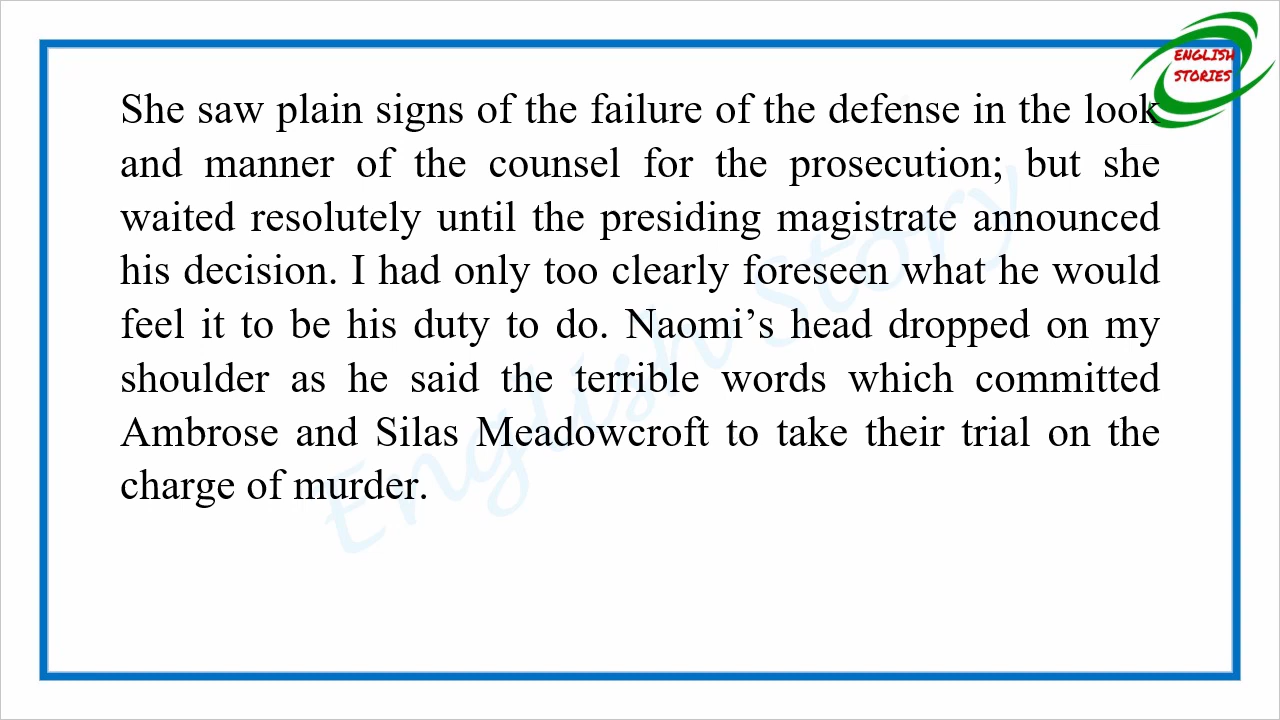 ENGLISH
STORIES
She saw plain signs of the failure of the defense in the look
and manner of the counsel for the prosecution; but she
waited resolutely until the presiding magistrate announced
his decision. I had only too clearly foreseen what he would
feel it to be his duty to do. Naomi’s head dropped on my
shoulder as he said the terrible words which committed
Ambrose and Silas Meadowcroft to take their trial on the
charge of murder.
English Story